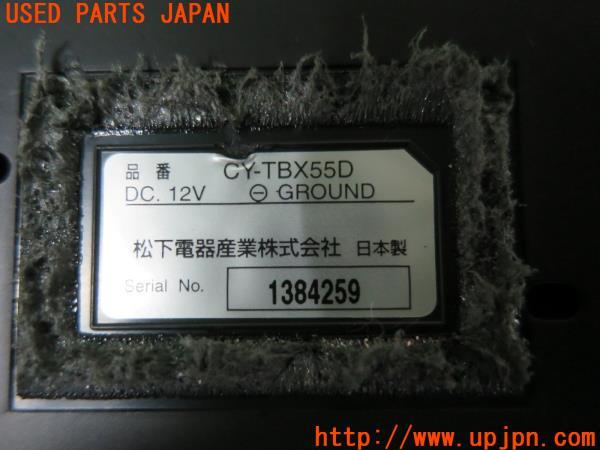 USED PARTS JAPAN
品番 CY-TBX55D
DC. 12V ⊖ GROUND
松下電器産業株式会社 日本製
Serial No. 1384259
http://www.upjpn.com